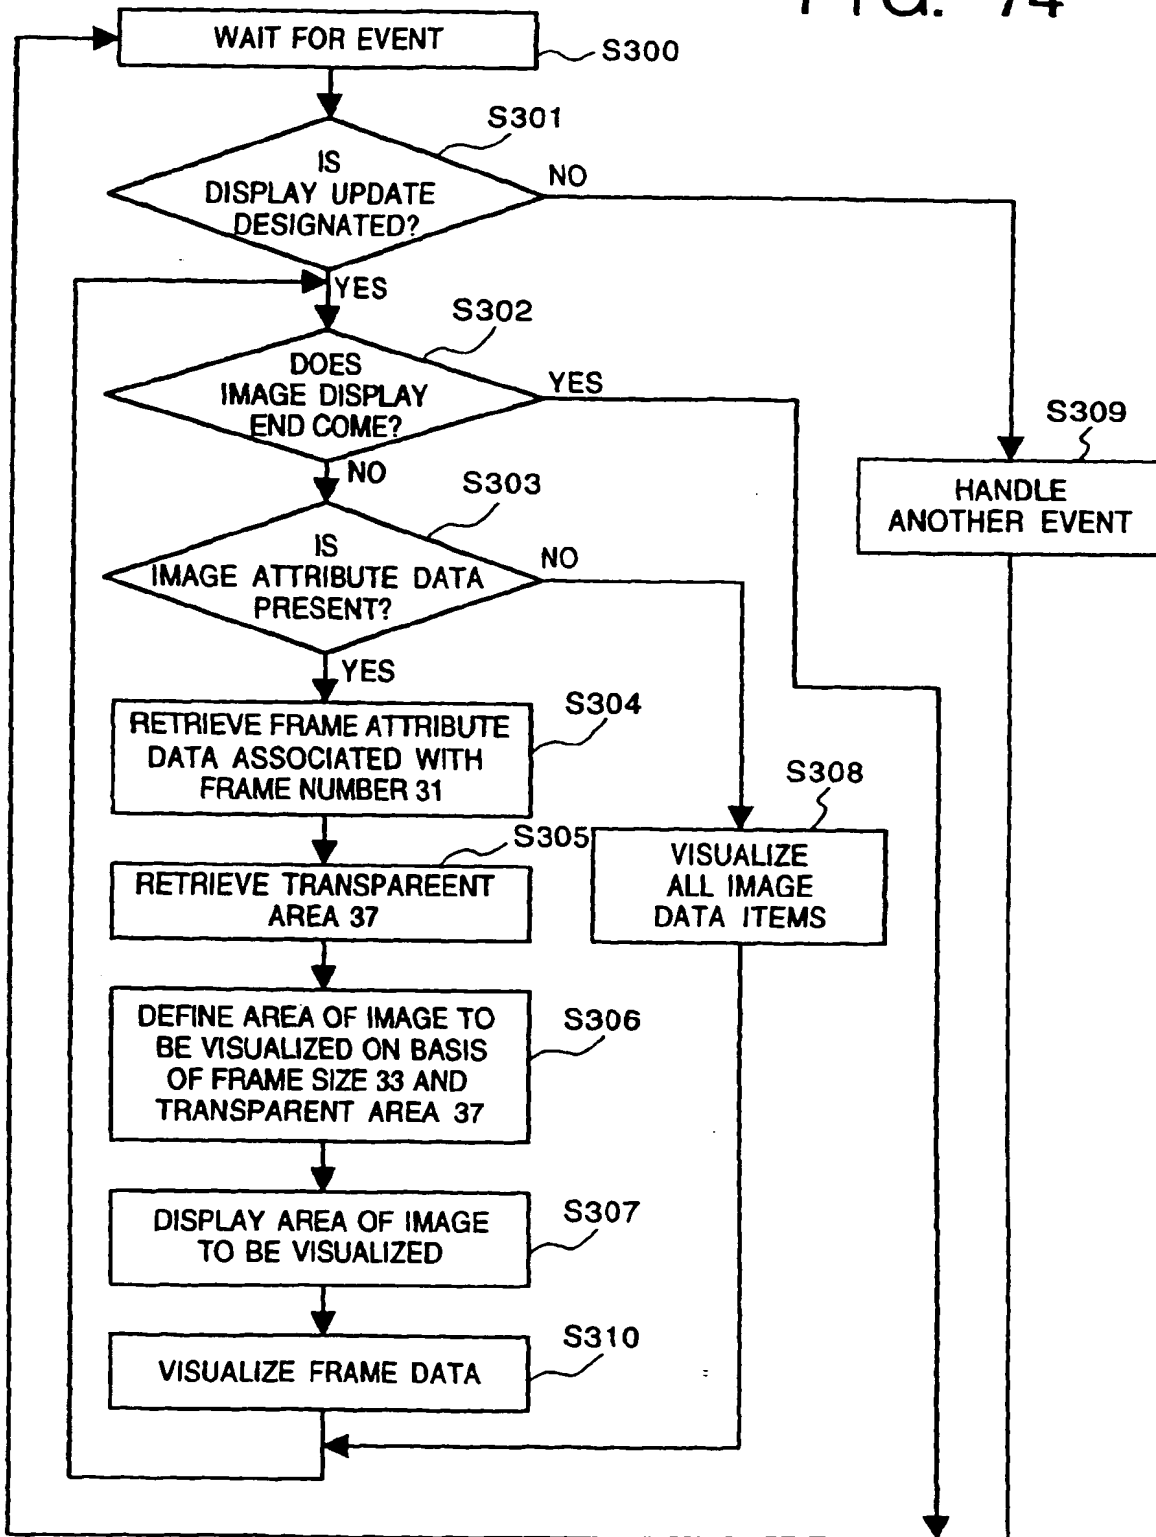 FIG. 74
WAIT FOR EVENT
S300
S301
IS
DISPLAY UPDATE
DESIGNATED?
NO
YES
S302
DOES
IMAGE DISPLAY
END COME?
YES
NO
S303
IS
IMAGE ATTRIBUTE DATA
PRESENT?
NO
YES
S309
HANDLE
ANOTHER EVENT
S304
RETRIEVE FRAME ATTRIBUTE
DATA ASSOCIATED WITH
FRAME NUMBER 31
S305
RETRIEVE TRANSPAREENT
AREA 37
S308
VISUALIZE
ALL IMAGE
DATA ITEMS
S306
DEFINE AREA OF IMAGE TO
BE VISUALIZED ON BASIS
OF FRAME SIZE 33 AND
TRANSPARENT AREA 37
S307
DISPLAY AREA OF IMAGE
TO BE VISUALIZED
S310
VISUALIZE FRAME DATA